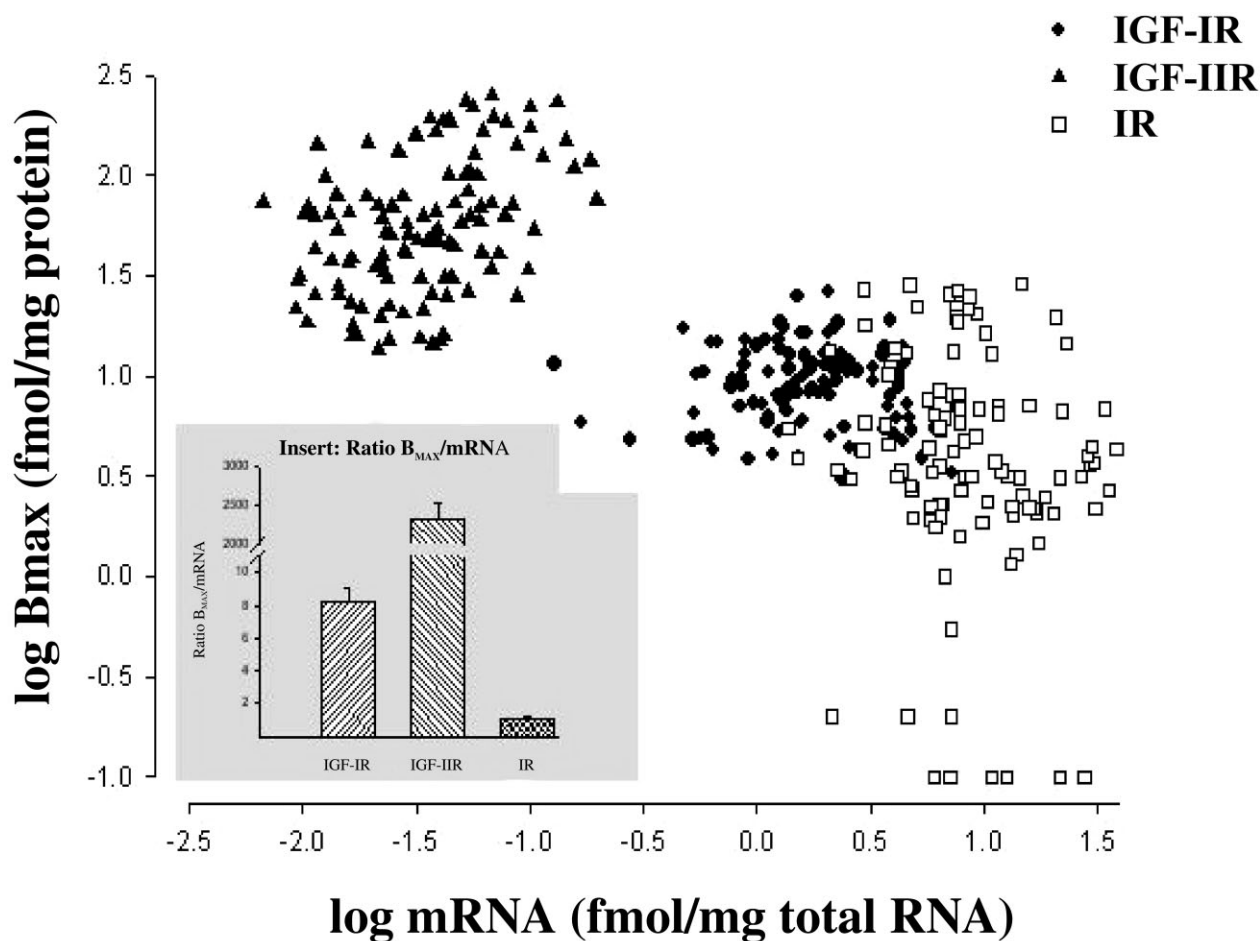 IGF-IR
IGF-IIR
IR
log Bmax (fmol/mg protein)
2.5
2.0
1.5
1.0
0.5
0.0
-0.5
-1.0
Insert: Ratio BMAX/mRNA
Ratio BMAX/mRNA
3000
2500
2000
10
8
6
4
2
IGF-IR IGF-IIR IR
-2.5 -2.0 -1.5 -1.0 -0.5 0.0 0.5 1.0 1.5
log mRNA (fmol/mg total RNA)